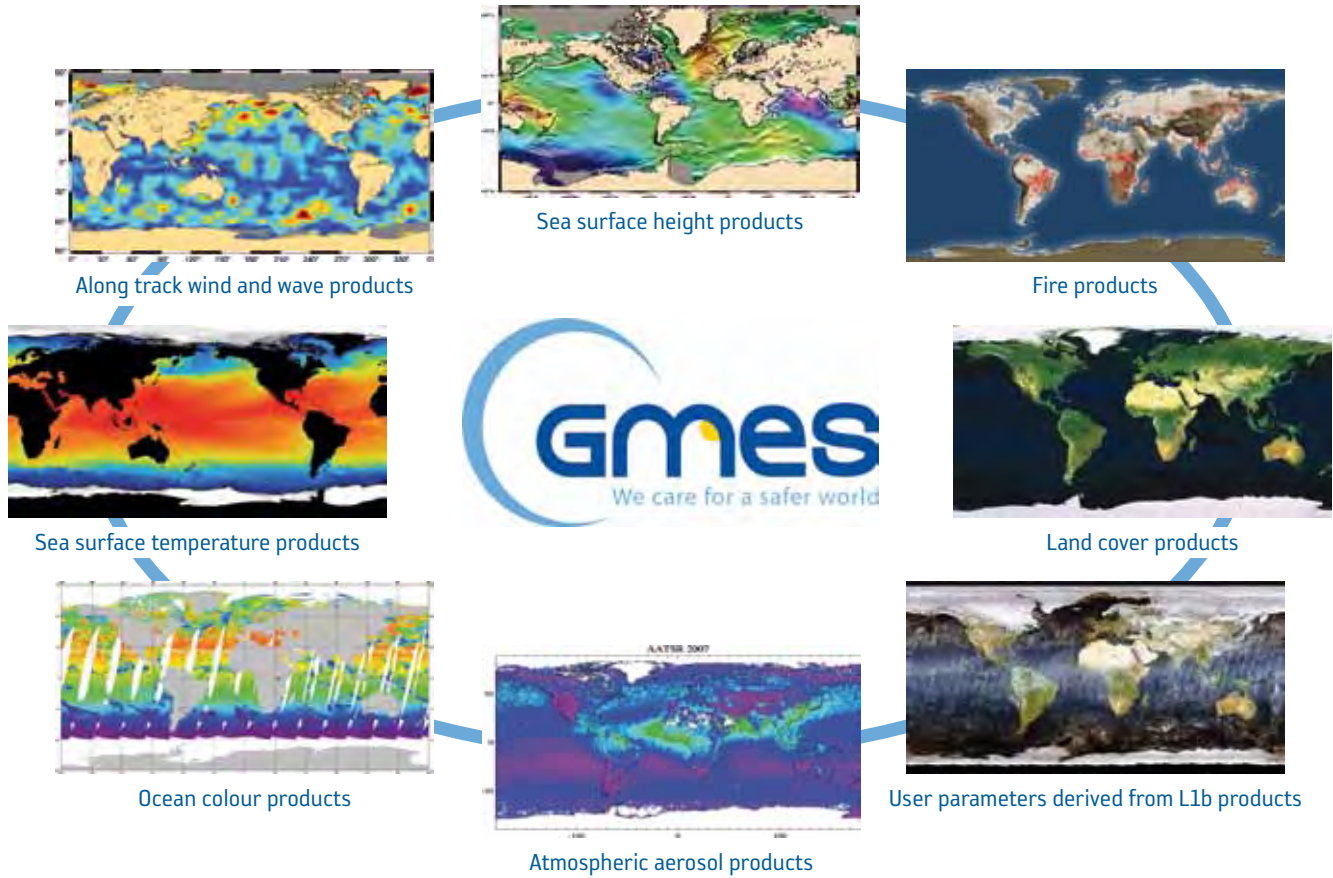 Sea surface height products
Along track wind and wave products
Fire products
GMES
We care for a safer world
Sea surface temperature products
Land cover products
AATSR 2007
Ocean colour products
User parameters derived from L1b products
Atmospheric aerosol products